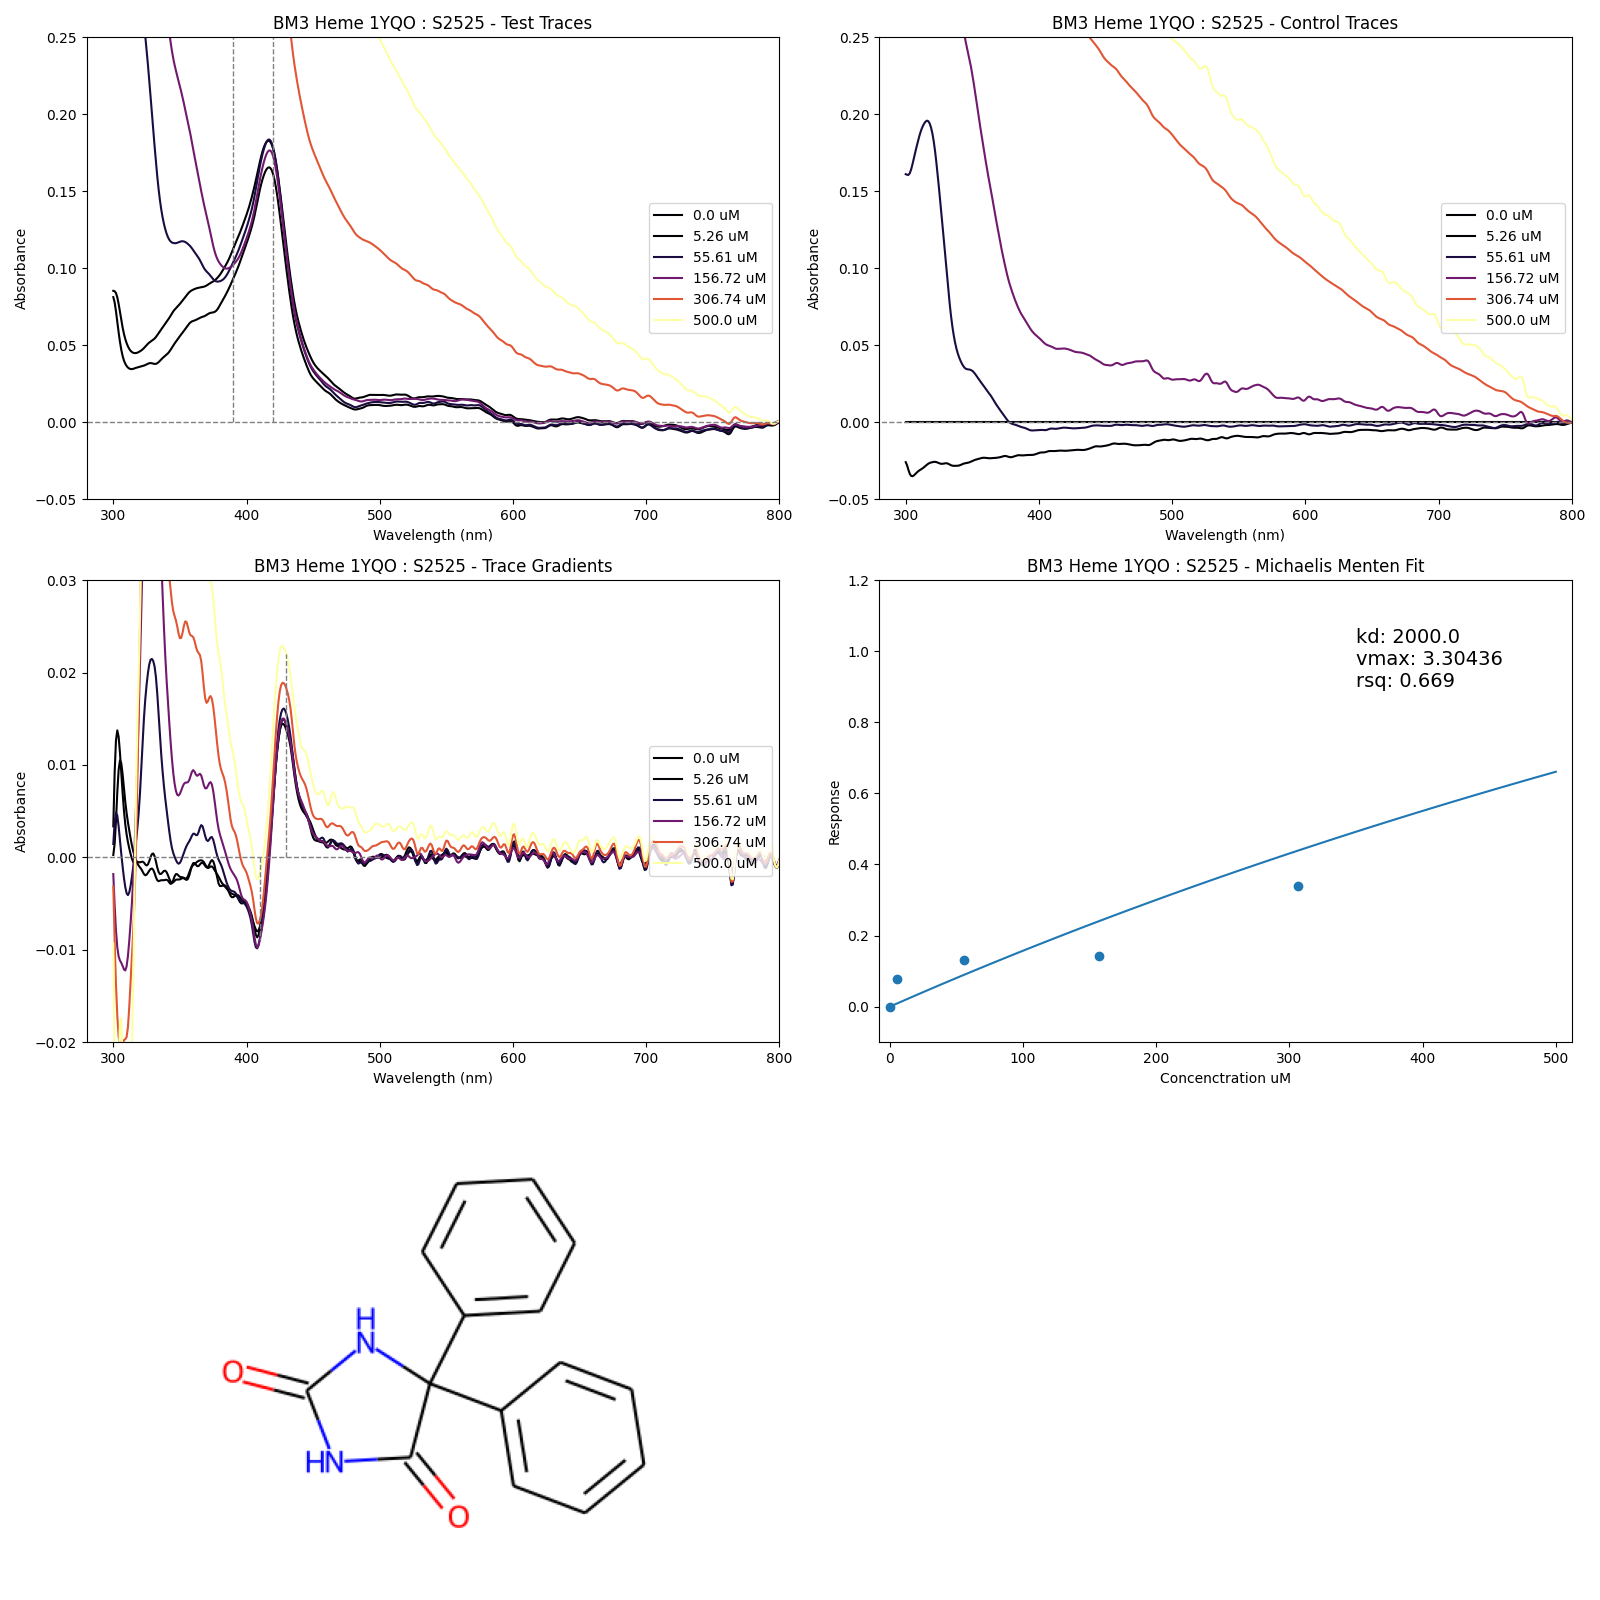 BM3 Heme 1YQO : S2525 - Test Traces
0.25
0.20
0.15
0.10
0.05
0.00
−0.05
Absorbance
300 400 500 600 700 800
Wavelength (nm)
0.0 uM
5.26 uM
55.61 uM
156.72 uM
306.74 uM
500.0 uM
BM3 Heme 1YQO : S2525 - Control Traces
0.25
0.20
0.15
0.10
0.05
0.00
−0.05
Absorbance
300 400 500 600 700 800
Wavelength (nm)
0.0 uM
5.26 uM
55.61 uM
156.72 uM
306.74 uM
500.0 uM
BM3 Heme 1YQO : S2525 - Trace Gradients
0.03
0.02
0.01
0.00
−0.01
−0.02
Absorbance
300 400 500 600 700 800
Wavelength (nm)
0.0 uM
5.26 uM
55.61 uM
156.72 uM
306.74 uM
500.0 uM
BM3 Heme 1YQO : S2525 - Michaelis Menten Fit
1.2
1.0
0.8
0.6
0.4
0.2
0.0
Response
kd: 2000.0
vmax: 3.30436
rsq: 0.669
0 100 200 300 400 500
Concenctration uM
H
N
O
HN
O